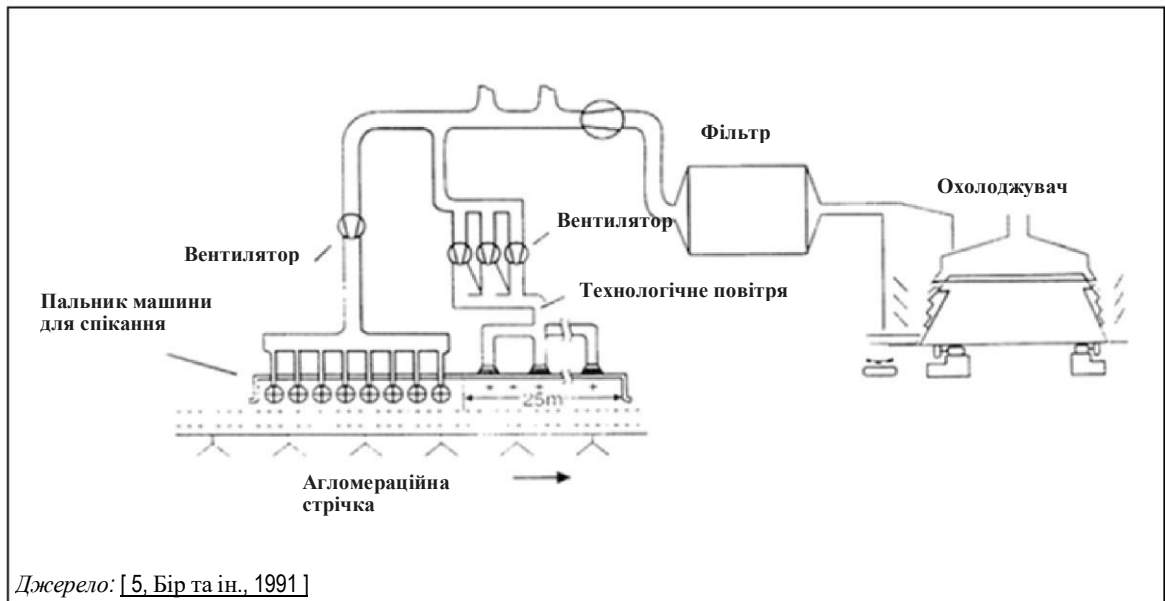 Фільтр
Охолоджувач
Вентилятор
Вентилятор
Технологічне повітря
Пальник машини
для спікання
25m
Агломераційна
стрічка
Джерело: [ 5, Бір та ін., 1991 ]